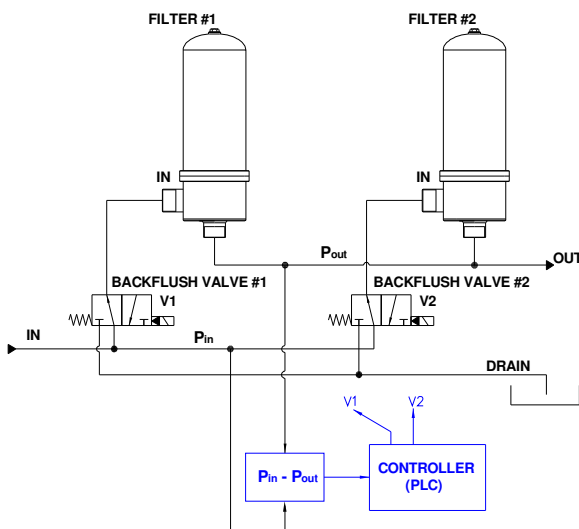 FILTER #1
FILTER #2
IN
IN
Pout
OUT
BACKFLUSH VALVE #1
BACKFLUSH VALVE #2
V1
V2
IN
Pin
DRAIN
V1
V2
Pin - Pout
CONTROLLER
(PLC)